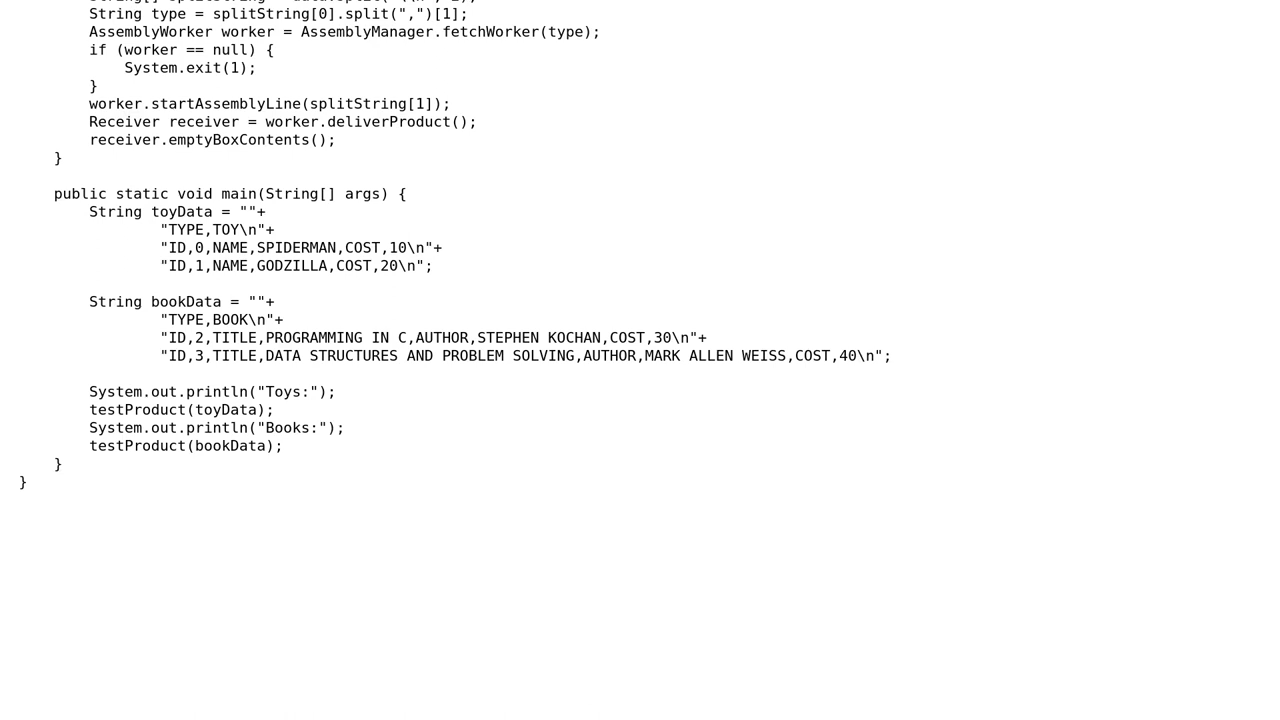 String type = splitString[0].split(",")[1];
AssemblyWorker worker = AssemblyManager.fetchWorker(type);
if (worker == null) {
System.exit(1);
}
worker.startAssemblyLine(splitString[1]);
Receiver receiver = worker.deliverProduct();
receiver.emptyBoxContents();
}
public static void main(String[] args) {
String toyData = ""+
"TYPE,TOY\n"+
"ID,0,NAME,SPIDERMAN,COST,10\n"+
"ID,1,NAME,GODZILLA,COST,20\n";
String bookData = ""+
"TYPE,BOOK\n"+
"ID,2,TITLE,PROGRAMMING IN C,AUTHOR,STEPHEN KOCHAN,COST,30\n"+
"ID,3,TITLE,DATA STRUCTURES AND PROBLEM SOLVING,AUTHOR,MARK ALLEN WEISS,COST,40\n";
System.out.println("Toys:");
testProduct(toyData);
System.out.println("Books:");
testProduct(bookData);
}
}